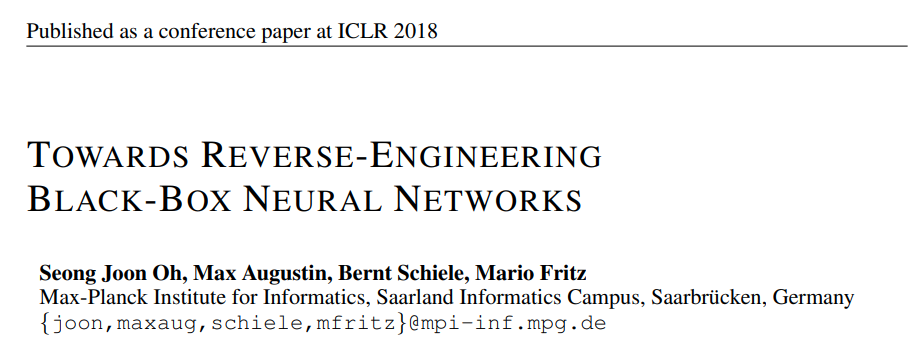 Published as a conference paper at ICLR 2018
TOWARDS REVERSE-ENGINEERING
BLACK-BOX NEURAL NETWORKS
Seong Joon Oh, Max Augustin, Bernt Schiele, Mario Fritz
Max-Planck Institute for Informatics, Saarland Informatics Campus, Saarbrücken, Germany
{joon,maxaug,schiele,mfritz}@mpi-inf.mpg.de